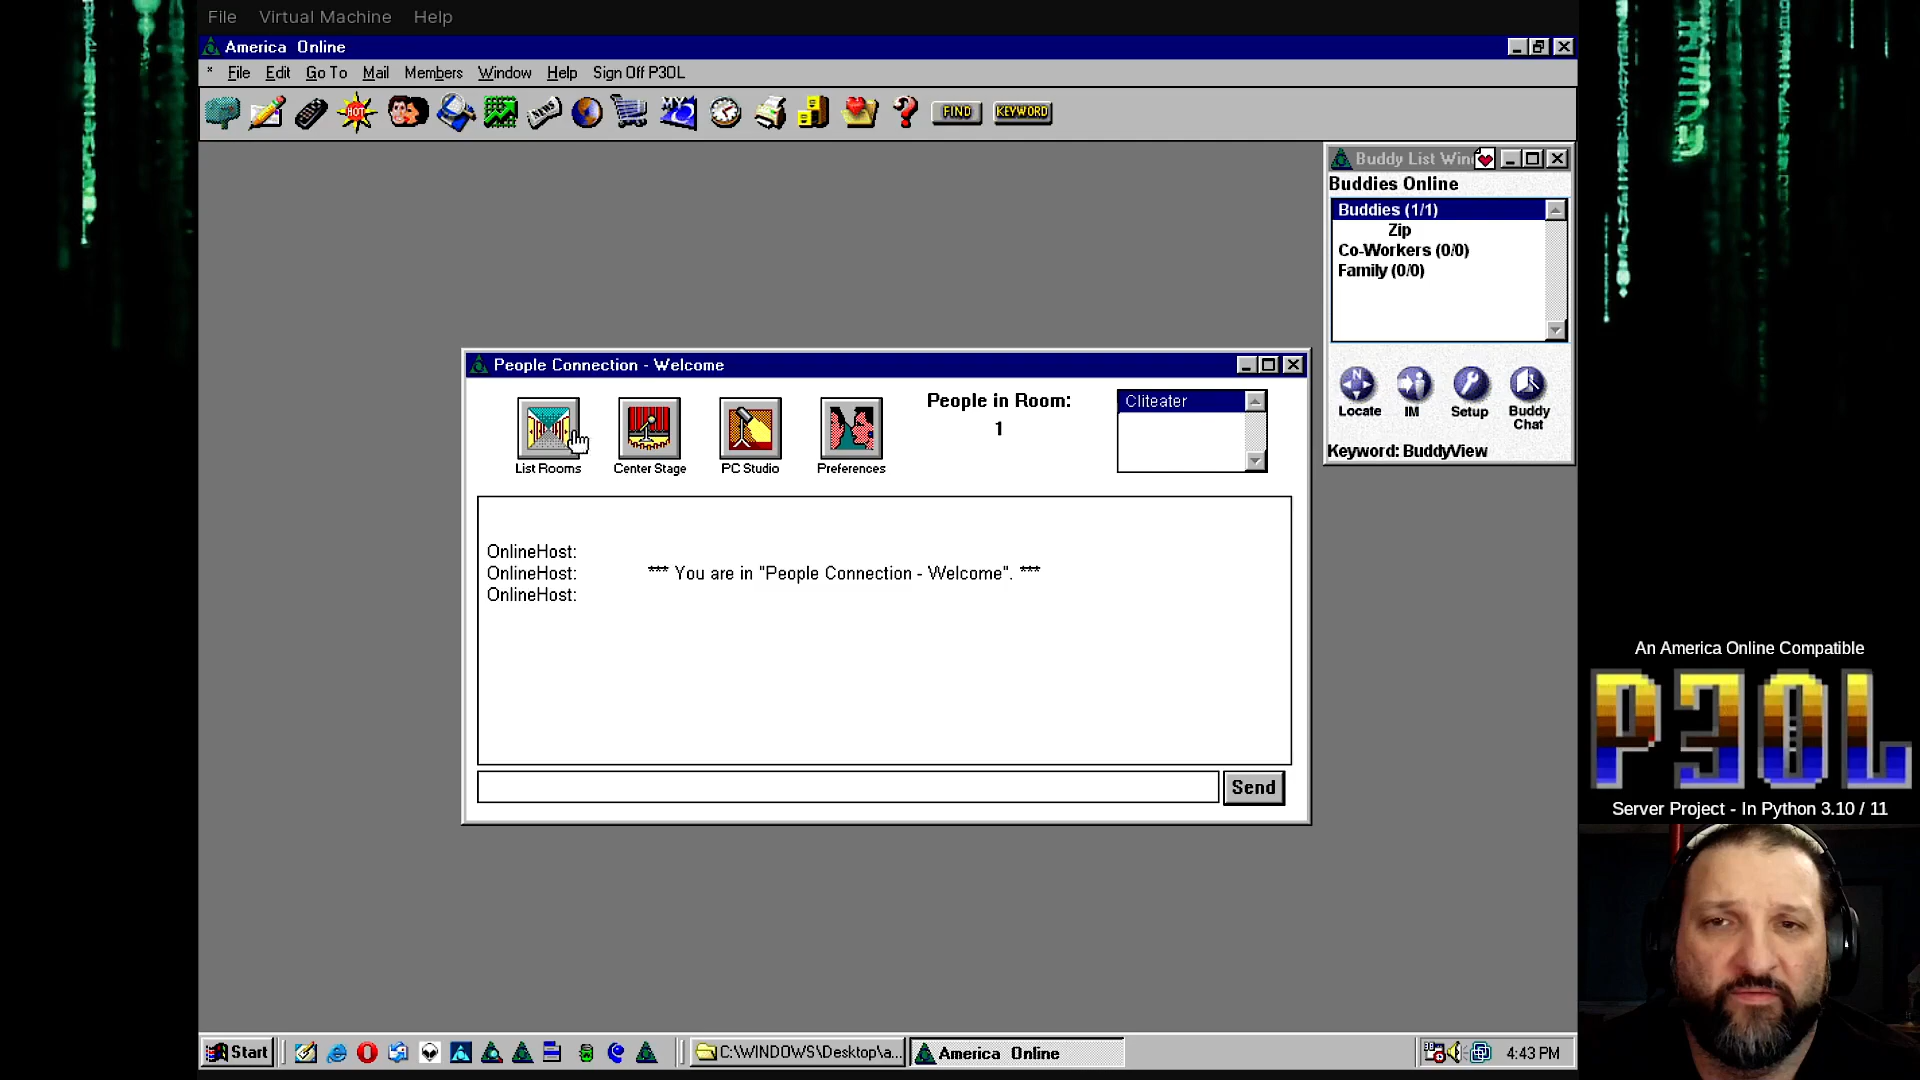 File Virtual Machine Help
America Online
* File Edit Go To Mail Members Window Help Sign Off P3OL
HOT
MY
FIND
KEYWORD
Buddy List Win
Buddies Online
Buddies (1/1)
Zip
Co-Workers (0/0)
Family (0/0)
N
Locate IM Setup Buddy Chat
Keyword: BuddyView
People Connection - Welcome
List Rooms Center Stage PC Studio Preferences
People in Room:
1
Cliteater
OnlineHost:
OnlineHost: *** You are in "People Connection - Welcome". ***
OnlineHost:
Send
An America Online Compatible
P3OL
Server Project - In Python 3.10 / 11
Start C:\WINDOWS\Desktop\a... America Online 4:43 PM